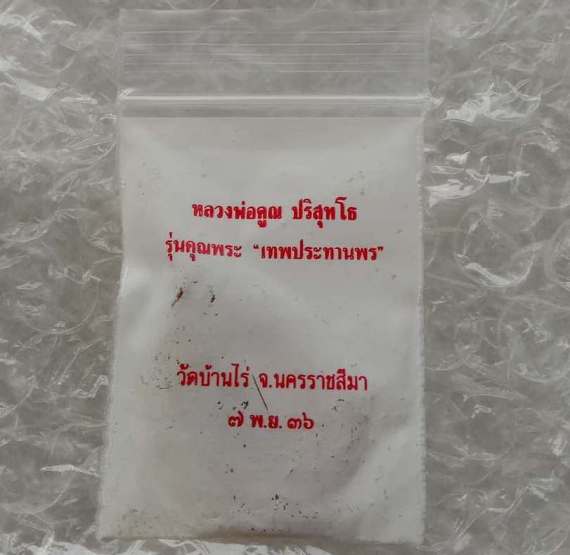 หลวงพ่อคูณ ปริสุทโธ
รุ่นคุณพระ “เทพประทานพร”
วัดบ้านไร่ จ.นครราชสีมา
๗ พ.ย. ๓๖